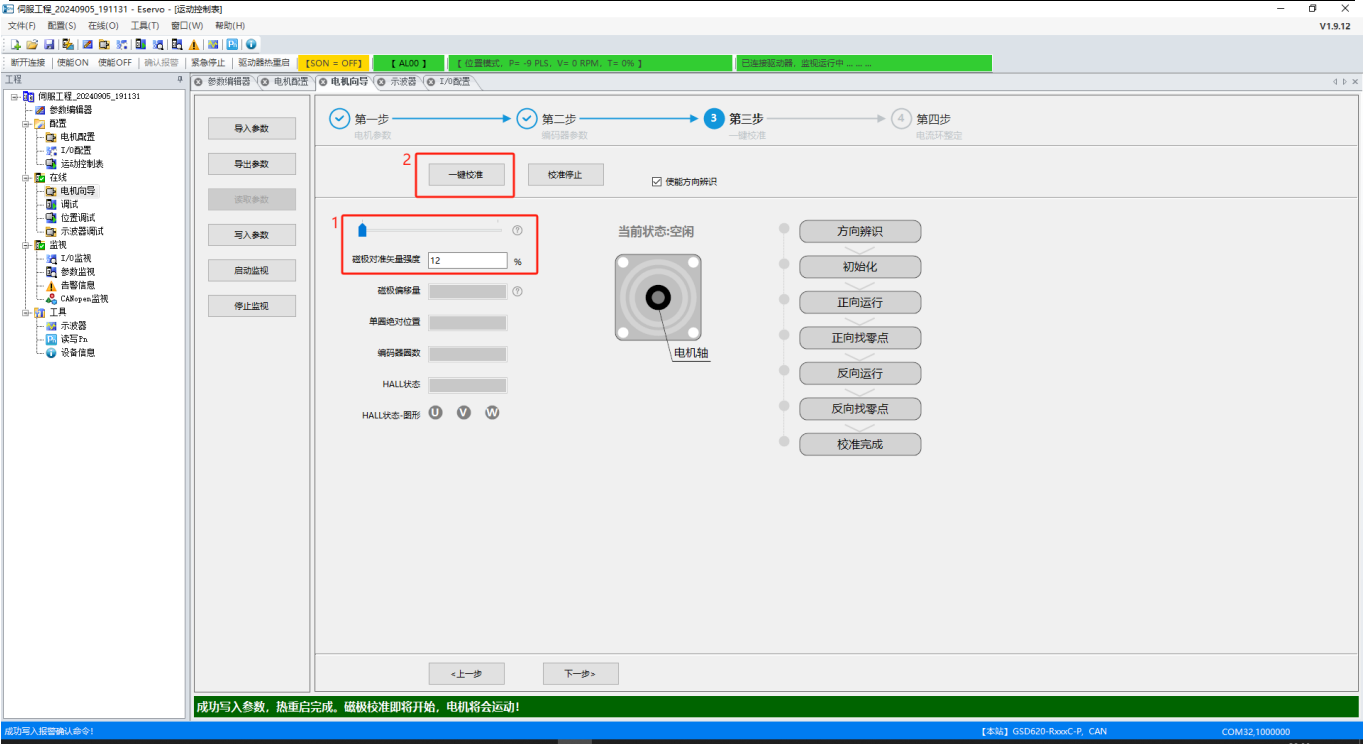 伺服工程_20240905_191131 - Eservo - [运动控制表]
文件(F) 配置(S) 在线(O) 工具(T) 窗口(W) 帮助(H) V1.9.12
断开连接 使能ON 使能OFF 确认报警 紧急停止 驱动器热重启 【SON = OFF】 【 AL00 】 【 位置模式, P= -9 PLS, V= 0 RPM, T= 0% 】 已连接驱动器, 监视运行中 ... ... ...
工程 参数编辑器 电机配置 电机向导 示波器 I/O配置
伺服工程_20240905_191131
参数编辑器
配置
电机配置
I/O配置
运动控制表
在线
电机向导
调试
位置调试
示波器调试
监视
I/O监视
参数监视
告警信息
CANopen监视
工具
示波器
读写Pn
设备信息
导入参数
导出参数
读取参数
写入参数
启动监视
停止监视
第一步 第二步 3 第三步 4 第四步
电机参数 编码器参数 一键校准 电流环整定
2 一键校准 校准停止 使能方向辨识
1
磁极对准矢量强度 12 %
磁极偏移量
单圈绝对位置
编码器圈数
HALL状态
HALL状态-图形 U V W
当前状态:空闲
电机轴
方向辨识
初始化
正向运行
正向找零点
反向运行
反向找零点
校准完成
<上一步 下一步>
成功写入参数，热重启完成。磁极校准即将开始，电机将会运动!
成功写入报警确认命令! 【本站】GSD620-RxxxC-P, CAN COM32,1000000